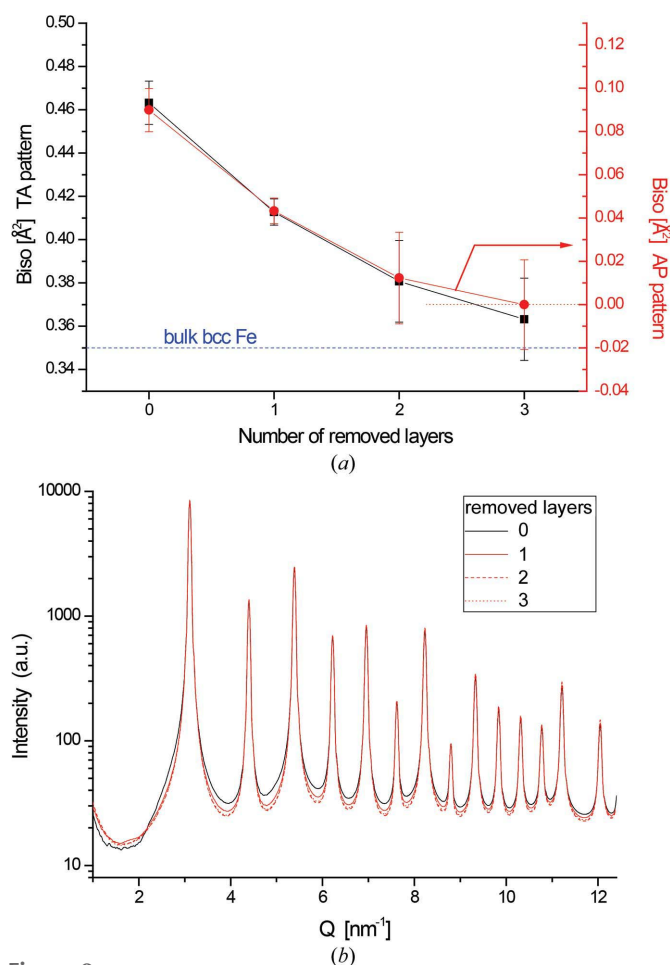 0.50
0.48
0.46
0.44
0.42
0.40
0.38
0.36
0.34
Biso [Å²] TA pattern
0.12
0.10
0.08
0.06
0.04
0.02
0.00
-0.02
-0.04
Biso [Å²] AP pattern
bulk bcc Fe
0 1 2 3
Number of removed layers
(a)
10000
1000
100
10
Intensity (a.u.)
removed layers
0
1
2
3
2 4 6 8 10 12
Q [nm⁻¹]
(b)